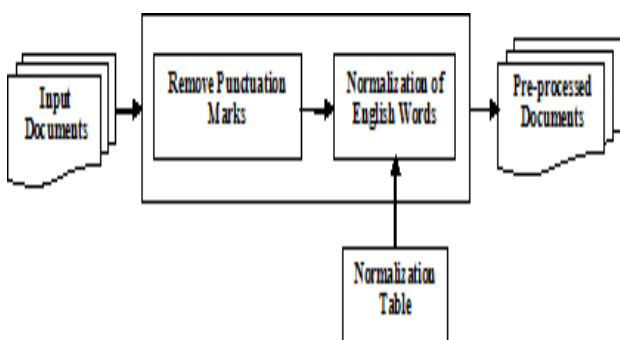 Input
Documents
Remove Punctuation
Marks
Normalization of
English Words
Pre-processed
Documents
Normalization
Table